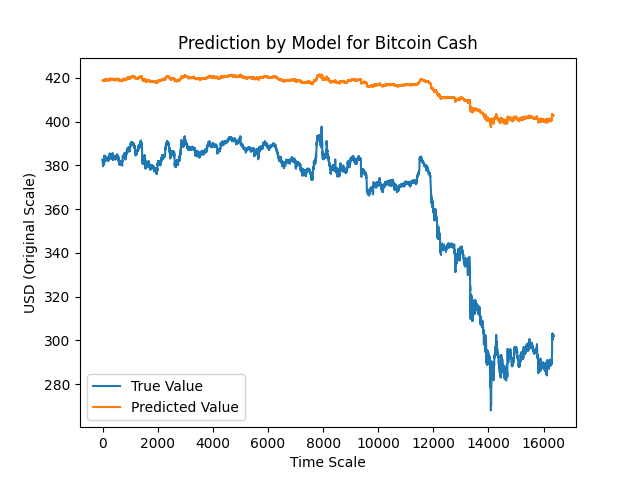 Prediction by Model for Bitcoin Cash
USD (Original Scale)
420
400
380
360
340
320
300
280
True Value
Predicted Value
0 2000 4000 6000 8000 10000 12000 14000 16000
Time Scale